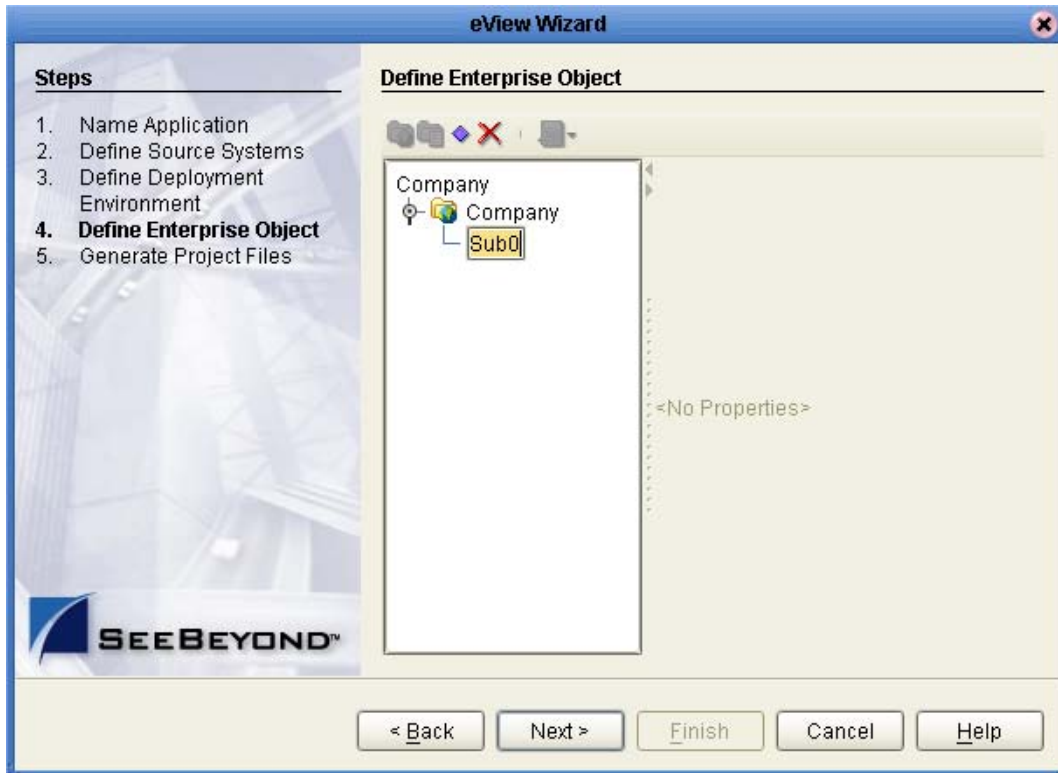 eView Wizard
Steps
1. Name Application
2. Define Source Systems
3. Define Deployment
Environment
4. Define Enterprise Object
5. Generate Project Files
SEEBEYOND™
Define Enterprise Object
Company
Company
Sub0
<No Properties>
< Back
Next >
Finish
Cancel
Help